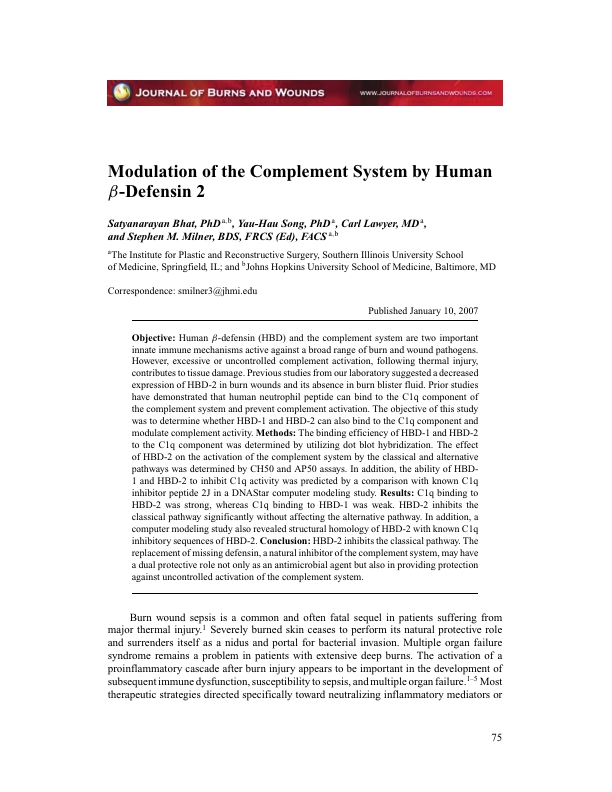 JOURNAL OF BURNS AND WOUNDS
WWW.JOURNALOFBURNSANDWOUNDS.COM
Modulation of the Complement System by Human
β-Defensin 2
Satyanarayan Bhat, PhD a,b, Yau-Hau Song, PhD a, Carl Lawyer, MD a,
and Stephen M. Milner, BDS, FRCS (Ed), FACS a,b
aThe Institute for Plastic and Reconstructive Surgery, Southern Illinois University School
of Medicine, Springfield, IL; and bJohns Hopkins University School of Medicine, Baltimore, MD
Correspondence: smilner3@jhmi.edu
Published January 10, 2007
Objective: Human β-defensin (HBD) and the complement system are two important
innate immune mechanisms active against a broad range of burn and wound pathogens.
However, excessive or uncontrolled complement activation, following thermal injury,
contributes to tissue damage. Previous studies from our laboratory suggested a decreased
expression of HBD-2 in burn wounds and its absence in burn blister fluid. Prior studies
have demonstrated that human neutrophil peptide can bind to the C1q component of
the complement system and prevent complement activation. The objective of this study
was to determine whether HBD-1 and HBD-2 can also bind to the C1q component and
modulate complement activity. Methods: The binding efficiency of HBD-1 and HBD-2
to the C1q component was determined by utilizing dot blot hybridization. The effect
of HBD-2 on the activation of the complement system by the classical and alternative
pathways was determined by CH50 and AP50 assays. In addition, the ability of HBD-
1 and HBD-2 to inhibit C1q activity was predicted by a comparison with known C1q
inhibitor peptide 2J in a DNAStar computer modeling study. Results: C1q binding to
HBD-2 was strong, whereas C1q binding to HBD-1 was weak. HBD-2 inhibits the
classical pathway significantly without affecting the alternative pathway. In addition, a
computer modeling study also revealed structural homology of HBD-2 with known C1q
inhibitory sequences of HBD-2. Conclusion: HBD-2 inhibits the classical pathway. The
replacement of missing defensin, a natural inhibitor of the complement system, may have
a dual protective role not only as an antimicrobial agent but also in providing protection
against uncontrolled activation of the complement system.
Burn wound sepsis is a common and often fatal sequel in patients suffering from
major thermal injury.1 Severely burned skin ceases to perform its natural protective role
and surrenders itself as a nidus and portal for bacterial invasion. Multiple organ failure
syndrome remains a problem in patients with extensive deep burns. The activation of a
proinflammatory cascade after burn injury appears to be important in the development of
subsequent immune dysfunction, susceptibility to sepsis, and multiple organ failure.1–5 Most
therapeutic strategies directed specifically toward neutralizing inflammatory mediators or
75